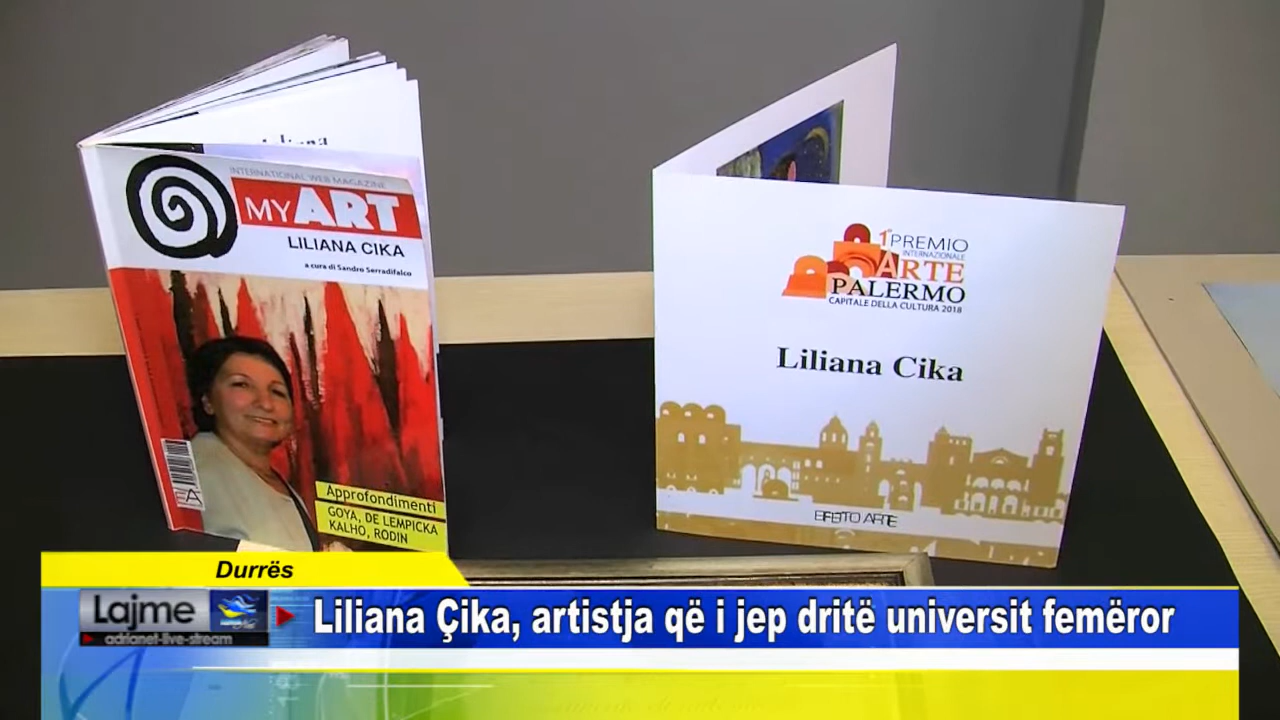 INTERNATIONAL WEB MAGAZINE
MYART
LILIANA CIKA
a cura di Sandro Serradifalco
Approfondimenti
GOYA, DE LEMPICKA
KALHO, RODIN
EA
1° PREMIO
INTERNAZIONALE
ARTE
PALERMO
CAPITALE DELLA CULTURA 2018
Liliana Cika
EFFETTO ARTE
Durrës
Lajme
adrianet-live-stream
Liliana Çika, artistja që i jep dritë universit femëror